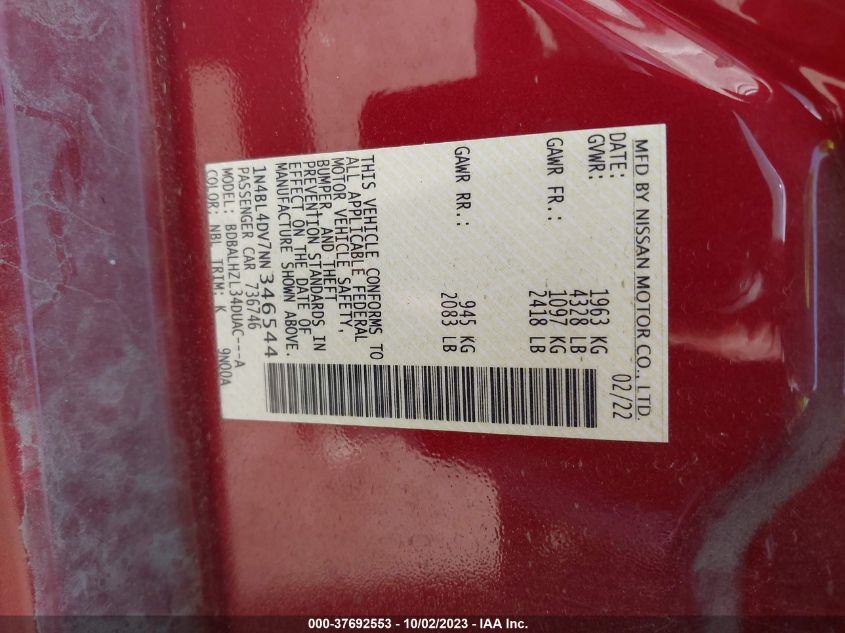 MFD BY NISSAN MOTOR CO., LTD.
DATE: 02/22
GVWR: 1963 KG
4328 LB
GAWR FR.: 1097 KG
2418 LB
GAWR RR.: 945 KG
2083 LB
THIS VEHICLE CONFORMS TO
ALL APPLICABLE FEDERAL
MOTOR VEHICLE SAFETY,
BUMPER, AND THEFT
PREVENTION STANDARDS IN
EFFECT ON THE DATE OF
MANUFACTURE SHOWN ABOVE.
1N4BL4DV7NN346544
PASSENGER CAR 736746
MODEL: BDBALHZL34DUAC---A
COLOR: NBL TRIM: K 9N00A
000-37692553 - 10/02/2023 - IAA Inc.